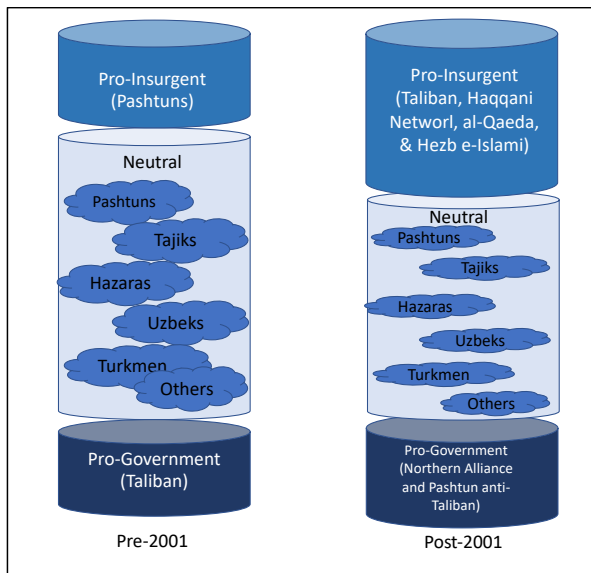 Pro-Insurgent
(Pashtuns)
Neutral
Pashtuns
Tajiks
Hazaras
Uzbeks
Turkmen
Others
Pro-Government
(Taliban)
Pre-2001
Pro-Insurgent
(Taliban, Haqqani
Networl, al-Qaeda,
& Hezb e-Islami)
Neutral
Pashtuns
Tajiks
Hazaras
Uzbeks
Turkmen
Others
Pro-Government
(Northern Alliance
and Pashtun anti-
Taliban)
Post-2001